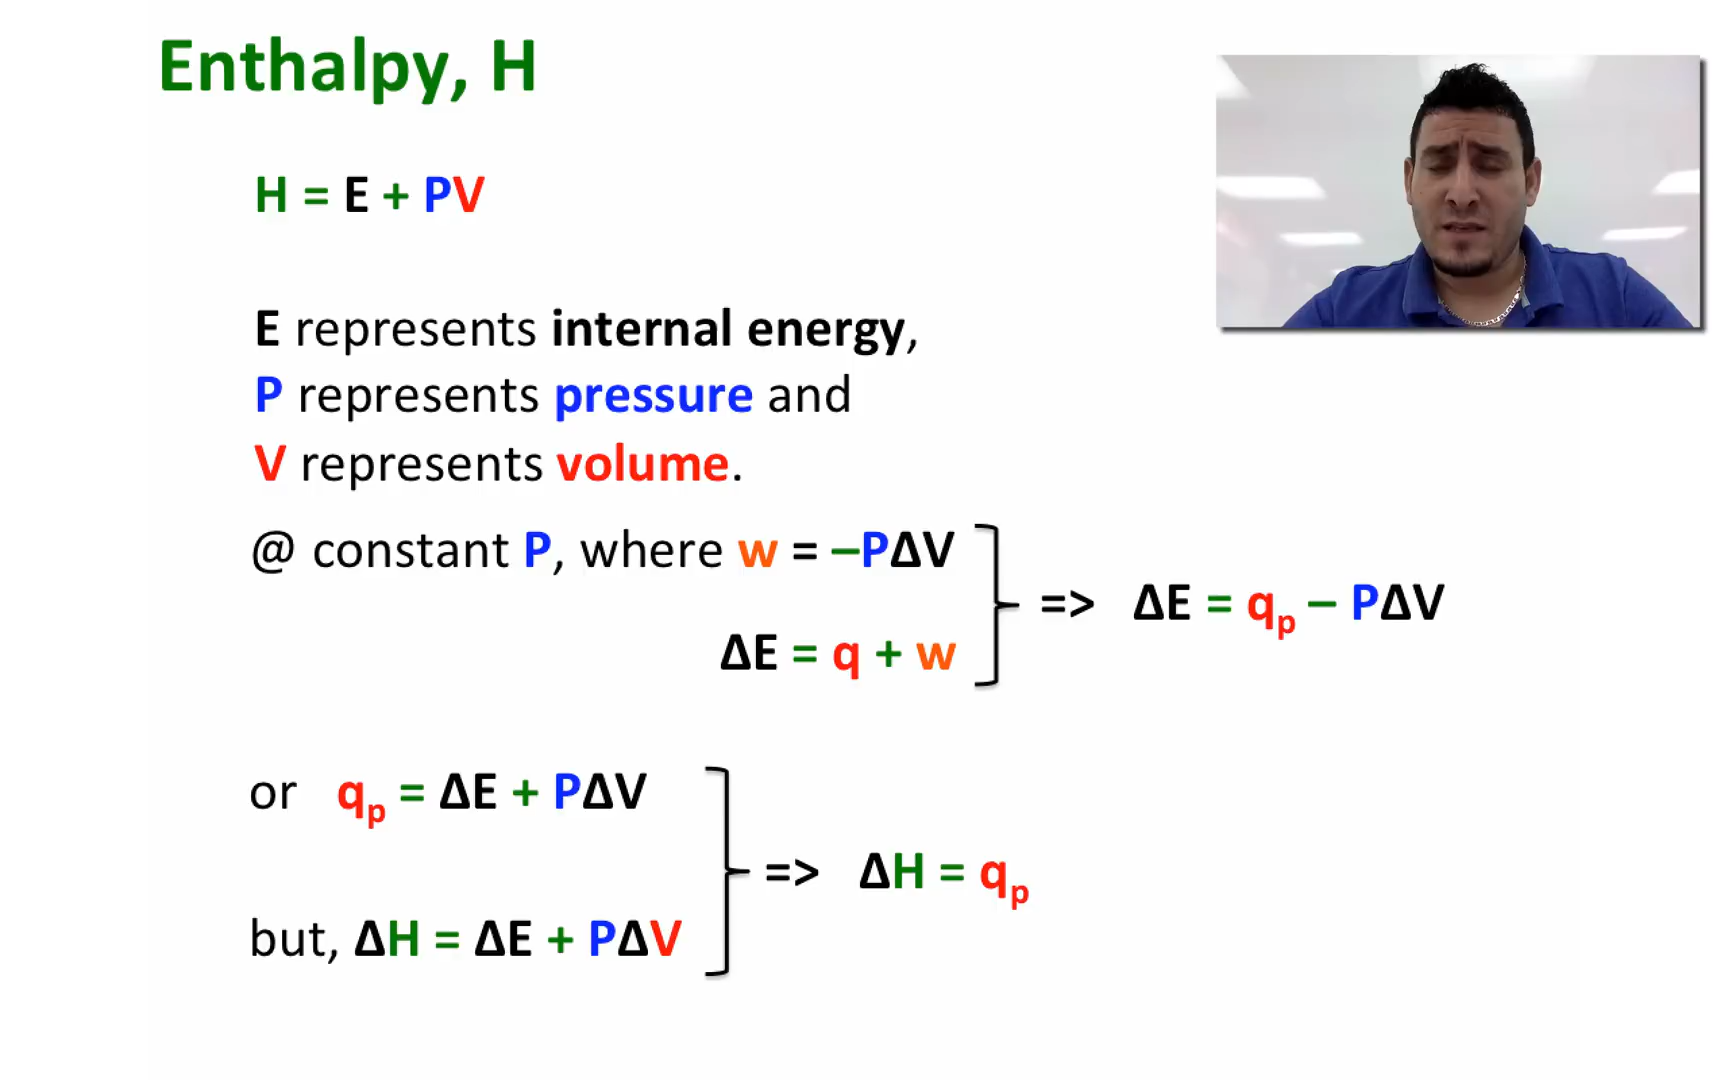 Enthalpy, H
H = E + PV
E represents internal energy,
P represents pressure and
V represents volume.
@ constant P, where w = –PΔV
ΔE = q + w
=> ΔE = qₚ – PΔV
or qₚ = ΔE + PΔV
but, ΔH = ΔE + PΔV
=> ΔH = qₚ